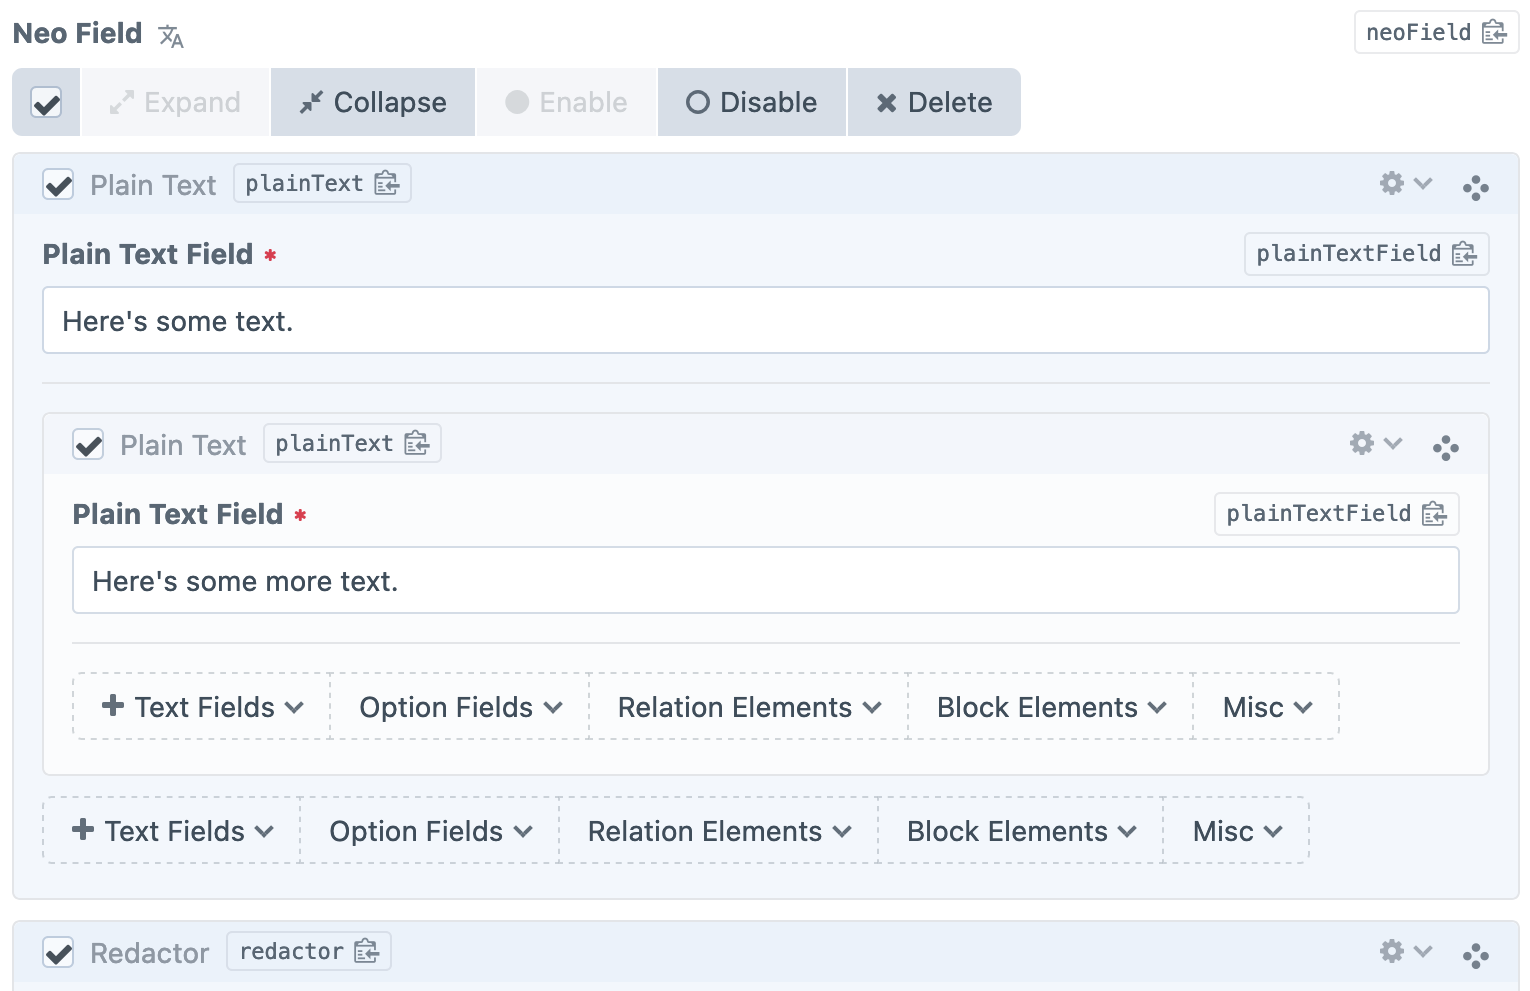 Neo Field neoField
Expand Collapse Enable Disable Delete
Plain Text plainText
Plain Text Field * plainTextField
Here's some text.
Plain Text plainText
Plain Text Field * plainTextField
Here's some more text.
Text Fields Option Fields Relation Elements Block Elements Misc
Text Fields Option Fields Relation Elements Block Elements Misc
Redactor redactor